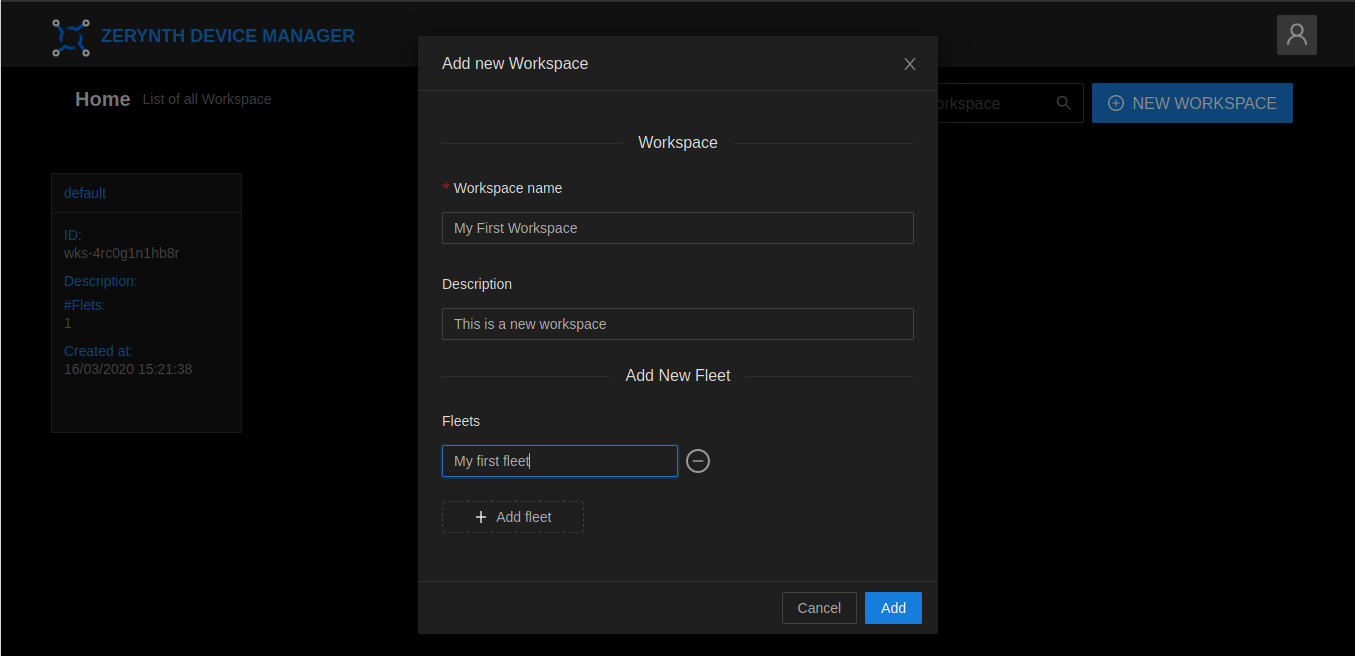 ZERYNTH DEVICE MANAGER
Home List of all Workspace
orkspace
NEW WORKSPACE
default
ID:
wks-4rc0g1n1hb8r
Description:
#Flets:
1
Created at:
16/03/2020 15:21:38
Add new Workspace
Workspace
* Workspace name
My First Workspace
Description
This is a new workspace
Add New Fleet
Fleets
My first fleet
Add fleet
Cancel Add